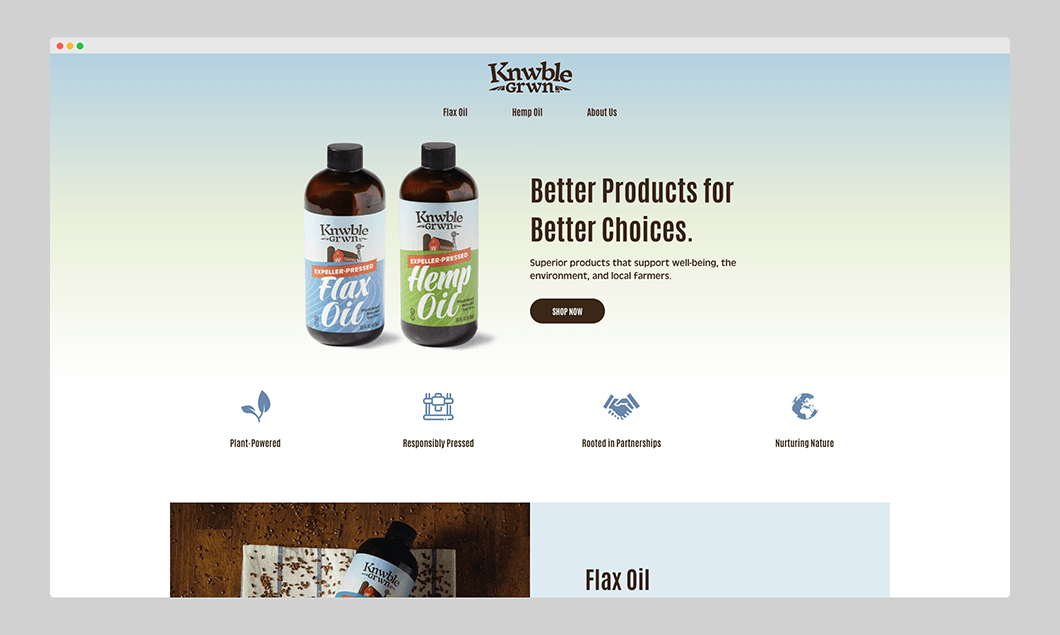 Knwble
Grwn
Flax Oil
Hemp Oil
About Us
Knwble
Grwn
EXPELLER-PRESSED
Flax
Oil
Knwble
Grwn
EXPELLER-PRESSED
Hemp
Oil
Better Products for
Better Choices.
Superior products that support well-being, the
environment, and local farmers.
SHOP NOW
Plant-Powered
Responsibly Pressed
Rooted in Partnerships
Nurturing Nature
Knwble
Grwn
Flax Oil